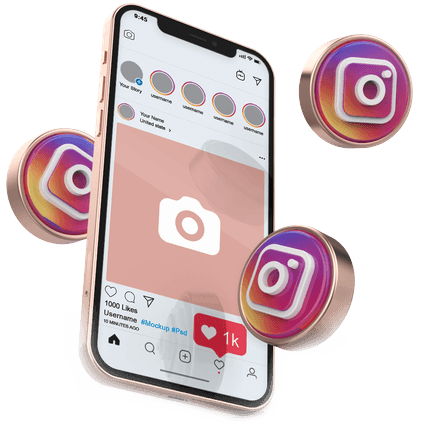 9:45
Your Story
username
username
username
username
Your Name
United state >
1000 Likes
Username #Mockup #Psd
10 MINUTES AGO
1k